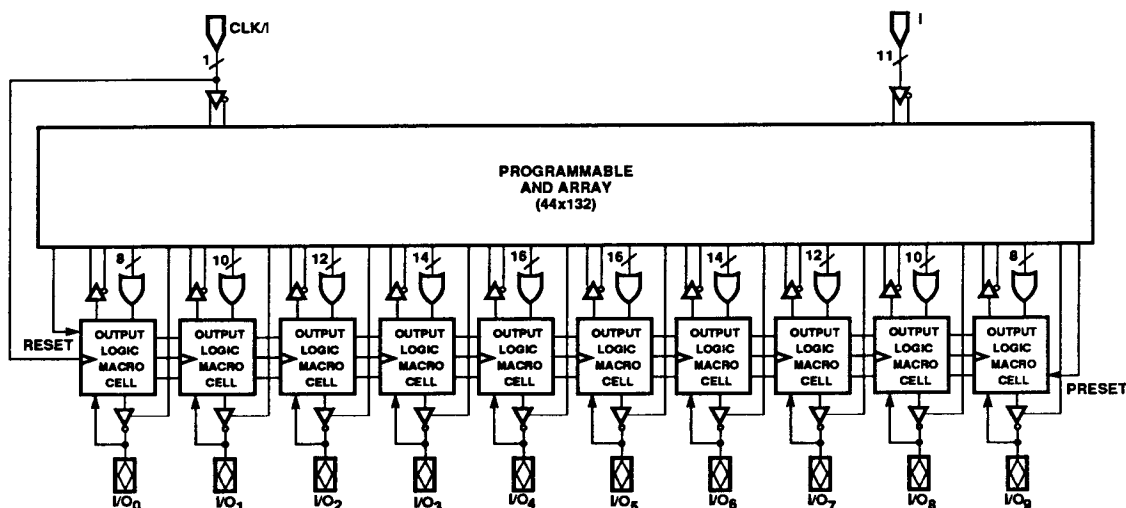 CLK/I
I
1
11
PROGRAMMABLE
AND ARRAY
(44x132)
8
10
12
14
16
16
14
12
10
8
RESET
OUTPUT
LOGIC
MACRO
CELL
OUTPUT
LOGIC
MACRO
CELL
OUTPUT
LOGIC
MACRO
CELL
OUTPUT
LOGIC
MACRO
CELL
OUTPUT
LOGIC
MACRO
CELL
OUTPUT
LOGIC
MACRO
CELL
OUTPUT
LOGIC
MACRO
CELL
OUTPUT
LOGIC
MACRO
CELL
OUTPUT
LOGIC
MACRO
CELL
OUTPUT
LOGIC
MACRO
CELL
PRESET
I/O0
I/O1
I/O2
I/O3
I/O4
I/O5
I/O6
I/O7
I/O8
I/O9